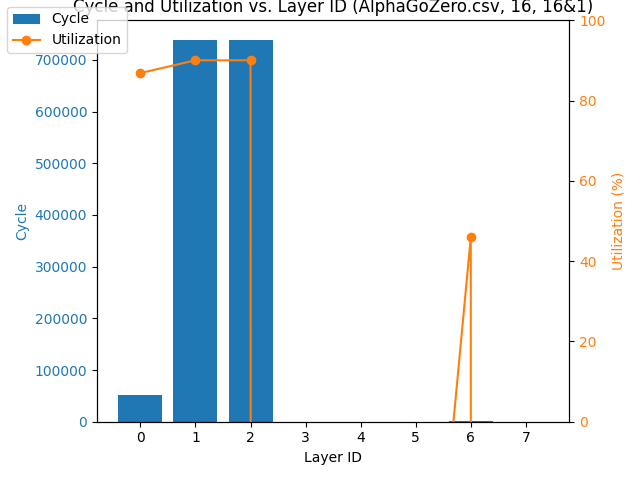 Cycle and Utilization vs. Layer ID (AlphaGoZero.csv, 16, 16&1)
Cycle
Utilization
100
80
60
40
20
0
Utilization (%)
700000
600000
500000
400000
300000
200000
100000
0
Cycle
0 1 2 3 4 5 6 7
Layer ID